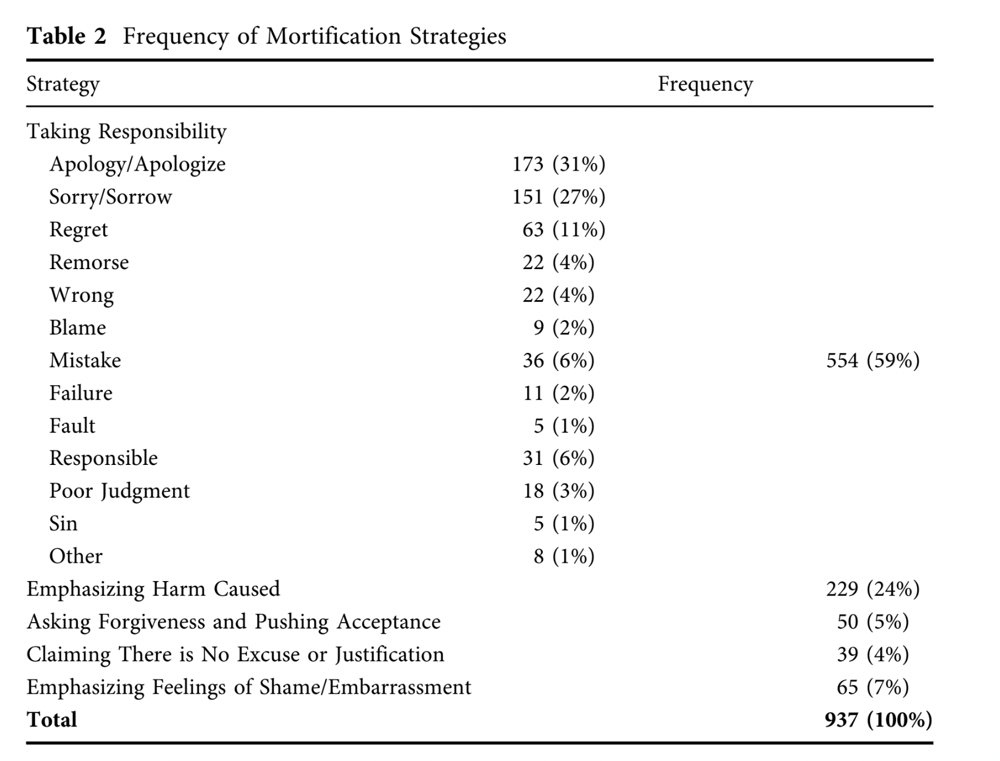 Table 2 Frequency of Mortification Strategies
Strategy Frequency
Taking Responsibility
Apology/Apologize 173 (31%)
Sorry/Sorrow 151 (27%)
Regret 63 (11%)
Remorse 22 (4%)
Wrong 22 (4%)
Blame 9 (2%)
Mistake 36 (6%) 554 (59%)
Failure 11 (2%)
Fault 5 (1%)
Responsible 31 (6%)
Poor Judgment 18 (3%)
Sin 5 (1%)
Other 8 (1%)
Emphasizing Harm Caused 229 (24%)
Asking Forgiveness and Pushing Acceptance 50 (5%)
Claiming There is No Excuse or Justification 39 (4%)
Emphasizing Feelings of Shame/Embarrassment 65 (7%)
Total 937 (100%)